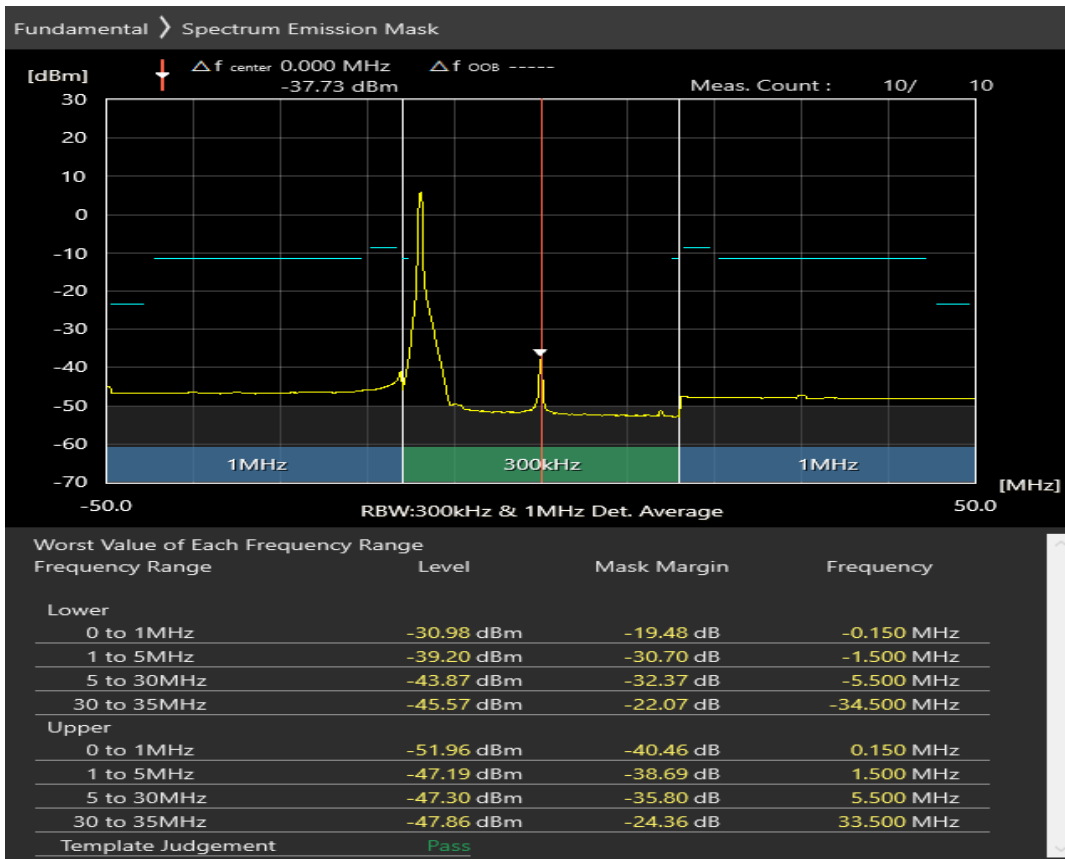 Fundamental ❭ Spectrum Emission Mask
[dBm] △f center 0.000 MHz △f OOB -----
-37.73 dBm Meas. Count : 10/ 10
30
20
10
0
-10
-20
-30
-40
-50
-60
-70
1MHz 300kHz 1MHz
[MHz]
-50.0 RBW:300kHz & 1MHz Det. Average 50.0
Worst Value of Each Frequency Range
Frequency Range Level Mask Margin Frequency
Lower
0 to 1MHz -30.98 dBm -19.48 dB -0.150 MHz
1 to 5MHz -39.20 dBm -30.70 dB -1.500 MHz
5 to 30MHz -43.87 dBm -32.37 dB -5.500 MHz
30 to 35MHz -45.57 dBm -22.07 dB -34.500 MHz
Upper
0 to 1MHz -51.96 dBm -40.46 dB 0.150 MHz
1 to 5MHz -47.19 dBm -38.69 dB 1.500 MHz
5 to 30MHz -47.30 dBm -35.80 dB 5.500 MHz
30 to 35MHz -47.86 dBm -24.36 dB 33.500 MHz
Template Judgement Pass